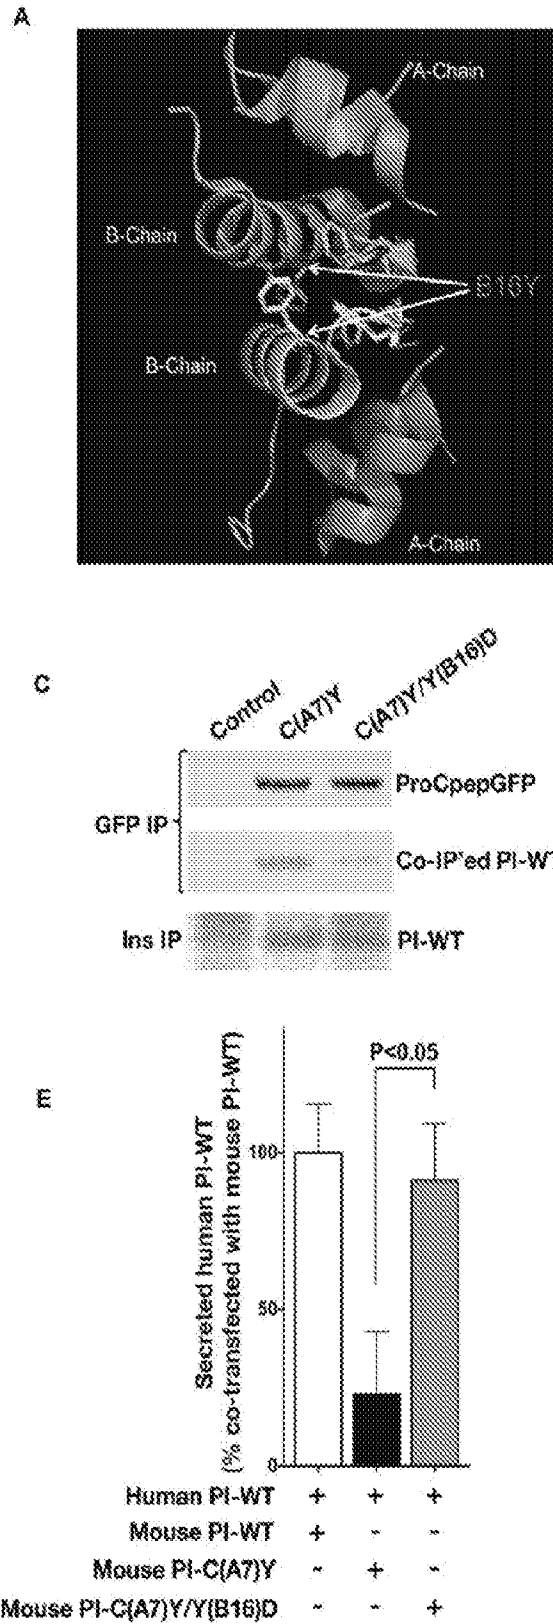 A
A-Chain
B-Chain
B16Y
B-Chain
A-Chain
C
Control
C(A7)Y
C(A7)Y/Y(B16)D
GFP IP
ProCpepGFP
Co-IP'ed PI-WT
Ins IP
PI-WT
E
Secreted human PI-WT
(% co-transfected with mouse PI-WT)
P<0.05
100
50
0
Human PI-WT + + +
Mouse PI-WT + - -
Mouse PI-C(A7)Y - + -
Mouse PI-C(A7)Y/Y(B16)D - - +